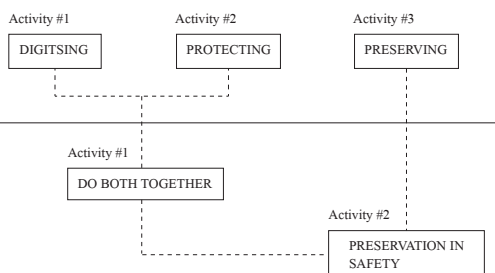 Activity #1
Activity #2
Activity #3
DIGITSING
PROTECTING
PRESERVING
Activity #1
DO BOTH TOGETHER
Activity #2
PRESERVATION IN
SAFETY